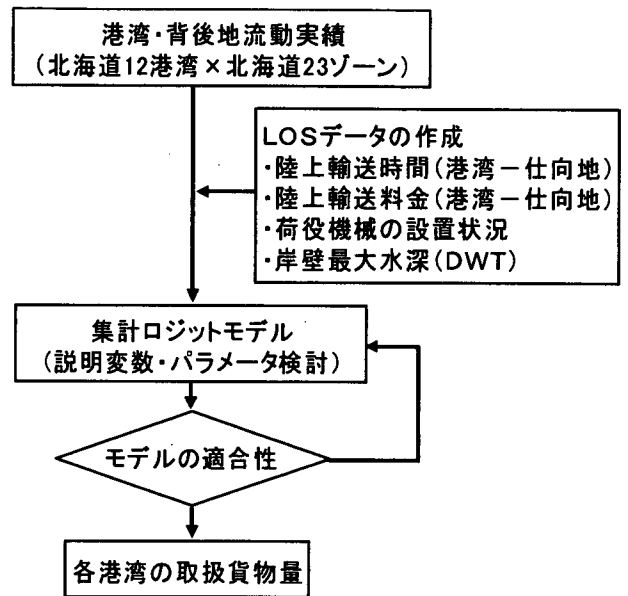 港湾・背後地流動実績
(北海道12港湾×北海道23ゾーン)
LOSデータの作成
・陸上輸送時間(港湾－仕向地)
・陸上輸送料金(港湾－仕向地)
・荷役機械の設置状況
・岸壁最大水深(DWT)
集計ロジットモデル
(説明変数・パラメータ検討)
モデルの適合性
各港湾の取扱貨物量